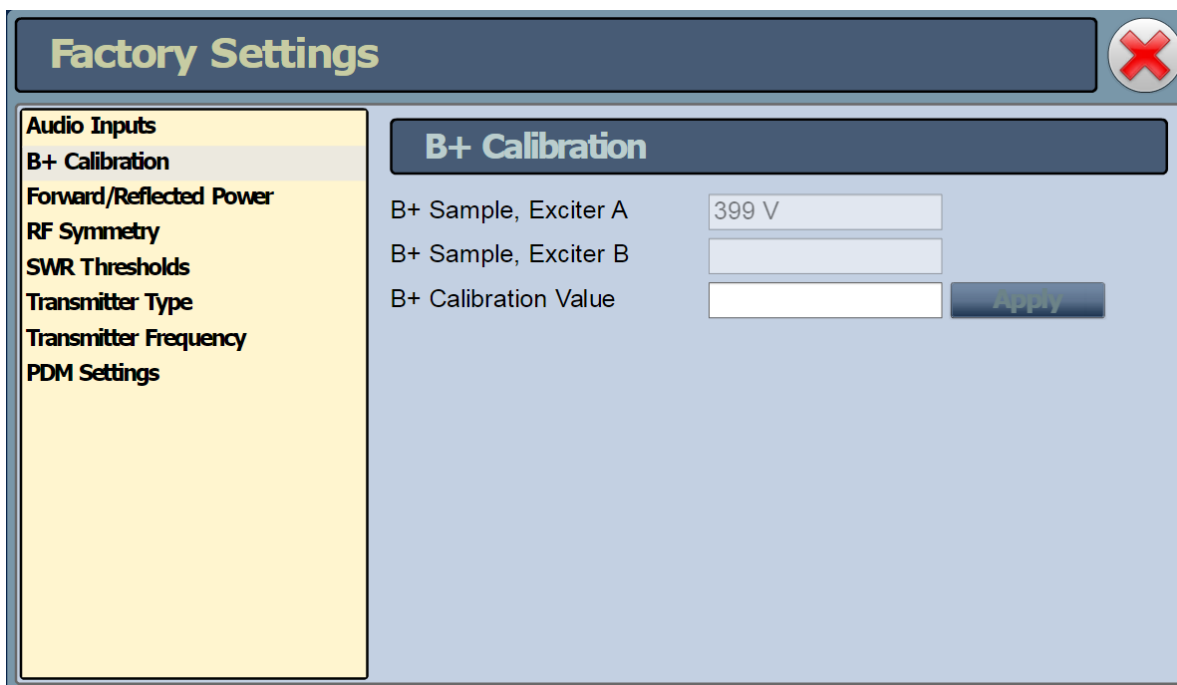 Factory Settings
Audio Inputs
B+ Calibration
Forward/Reflected Power
RF Symmetry
SWR Thresholds
Transmitter Type
Transmitter Frequency
PDM Settings
B+ Calibration
B+ Sample, Exciter A 399 V
B+ Sample, Exciter B
B+ Calibration Value Apply